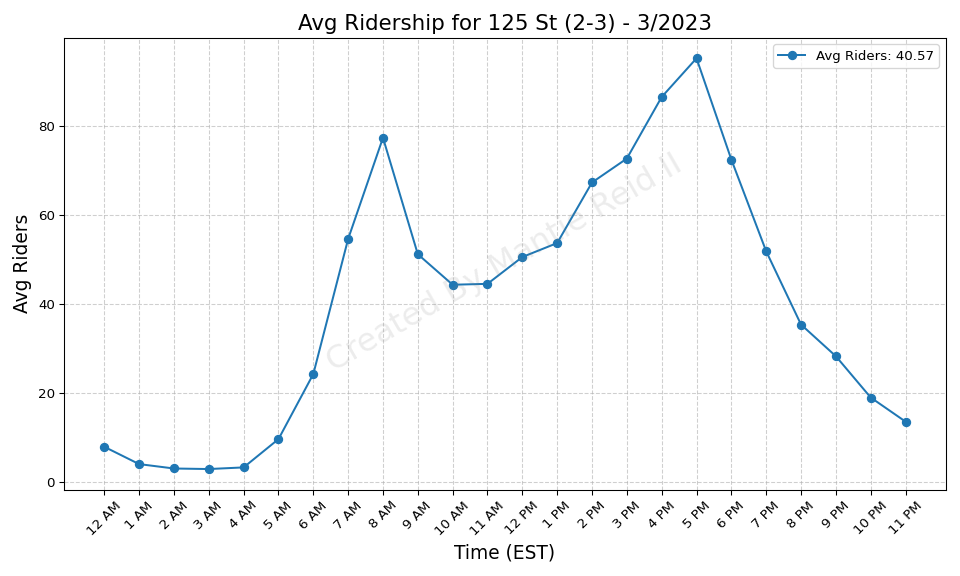 Avg Ridership for 125 St (2-3) - 3/2023
Avg Riders: 40.57
Avg Riders
80
60
40
20
0
Created By Mantie Reid II
12 AM
1 AM
2 AM
3 AM
4 AM
5 AM
6 AM
7 AM
8 AM
9 AM
10 AM
11 AM
12 PM
1 PM
2 PM
3 PM
4 PM
5 PM
6 PM
7 PM
8 PM
9 PM
10 PM
11 PM
Time (EST)